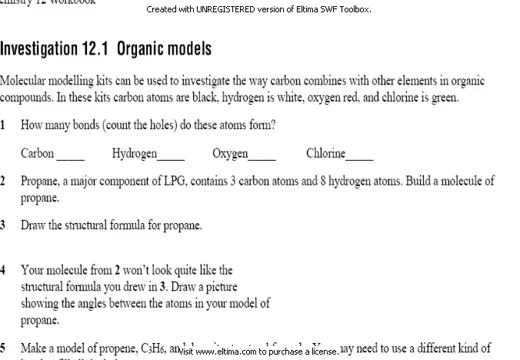 Created with UNREGISTERED version of Eltima SWF Toolbox.
12 Workbook
Investigation 12.1 Organic models
Molecular modelling kits can be used to investigate the way carbon combines with other elements in organic
compounds. In these kits carbon atoms are black, hydrogen is white, oxygen red, and chlorine is green.
1 How many bonds (count the holes) do these atoms form?
Carbon _____ Hydrogen_____ Oxygen_____ Chlorine_____
2 Propane, a major component of LPG, contains 3 carbon atoms and 8 hydrogen atoms. Build a molecule of
propane.
3 Draw the structural formula for propane.
4 Your molecule from 2 won't look quite like the
structural formula you drew in 3. Draw a picture
showing the angles between the atoms in your model of
propane.
5 Make a model of propene, C₃H₆, may need to use a different kind of
Visit www.eltima.com to purchase a license.